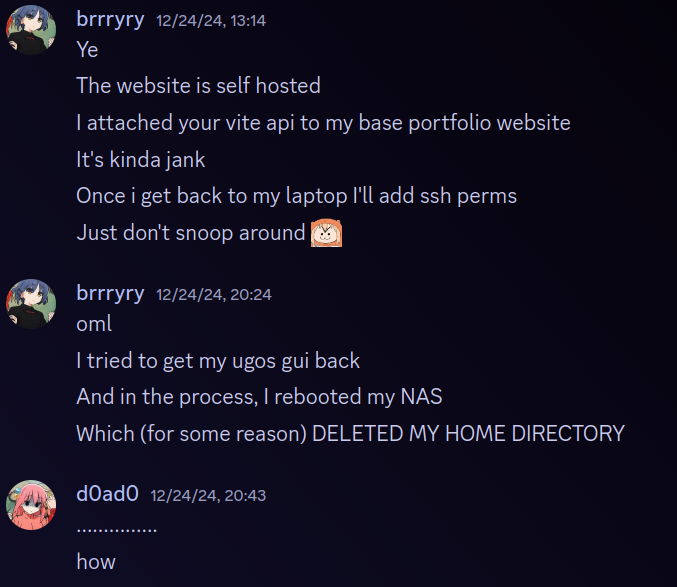 brrryry 12/24/24, 13:14
Ye
The website is self hosted
I attached your vite api to my base portfolio website
It's kinda jank
Once i get back to my laptop I'll add ssh perms
Just don't snoop around
brrryry 12/24/24, 20:24
oml
I tried to get my ugos gui back
And in the process, I rebooted my NAS
Which (for some reason) DELETED MY HOME DIRECTORY
d0ad0 12/24/24, 20:43
...............
how